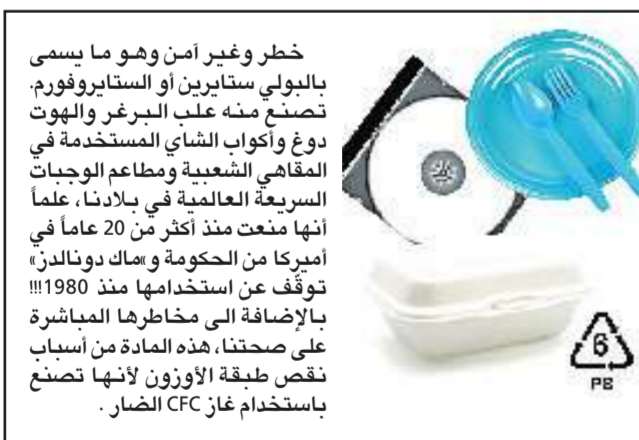 خطر وغير آمن وهو ما يسمى
بالبولي ستايرين أو الستايروفورم.
تصنع منه علب البرغر والهوت
دوغ وأكواب الشاي المستخدمة في
المقاهي الشعبية ومطاعم الوجبات
السريعة العالمية في بلادنا، علماً
أنها منعت منذ أكثر من 20 عاماً في
أميركا من الحكومة و»ماك دونالدز»
توقّف عن استخدامها منذ 1980!!!
بالإضافة الى مخاطرها المباشرة
على صحتنا، هذه المادة من أسباب
نقص طبقة الأوزون لأنها تصنع
باستخدام غاز CFC الضار .
6
PS